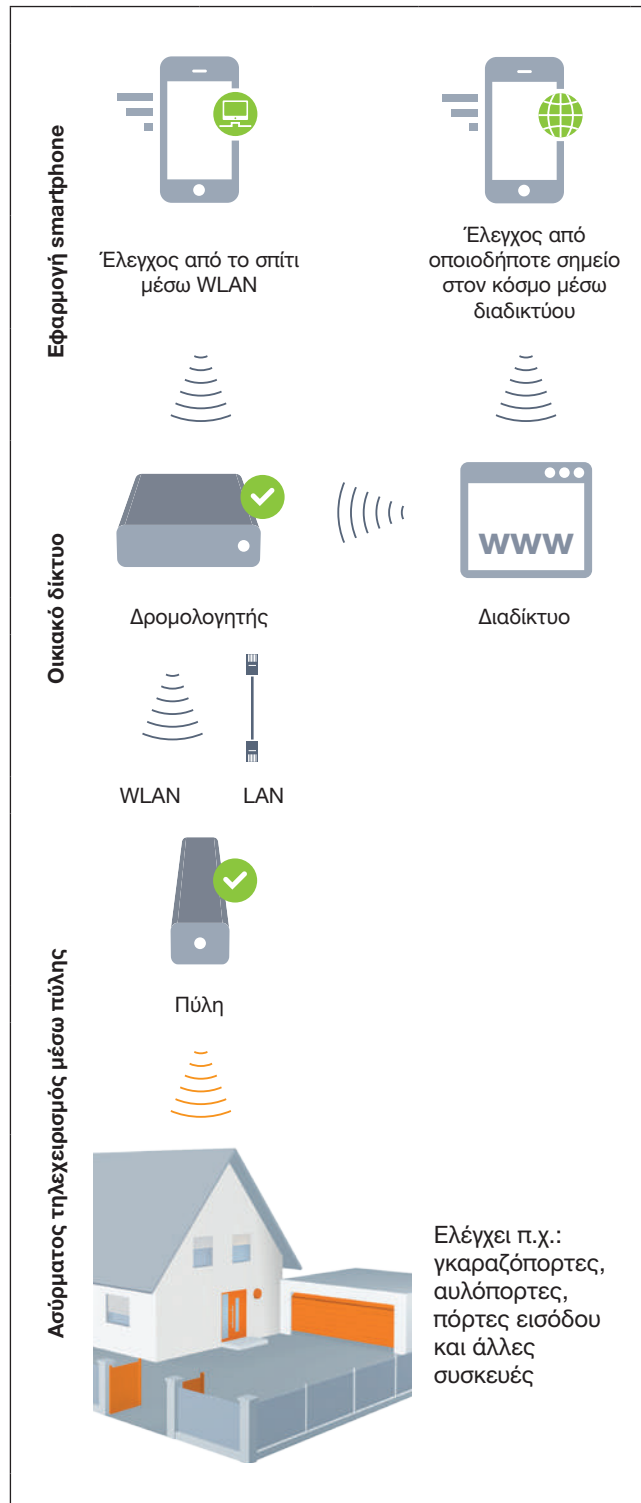 Εφαρμογή smartphone
Έλεγχος από το σπίτι
μέσω WLAN
Έλεγχος από
οποιοδήποτε σημείο
στον κόσμο μέσω
διαδικτύου
Οικιακό δίκτυο
www
Δρομολογητής
Διαδίκτυο
WLAN
LAN
Ασύρματος τηλεχειρισμός μέσω πύλης
Πύλη
Ελέγχει π.χ.:
γκαραζόπορτες,
αυλόπορτες,
πόρτες εισόδου
και άλλες
συσκευές